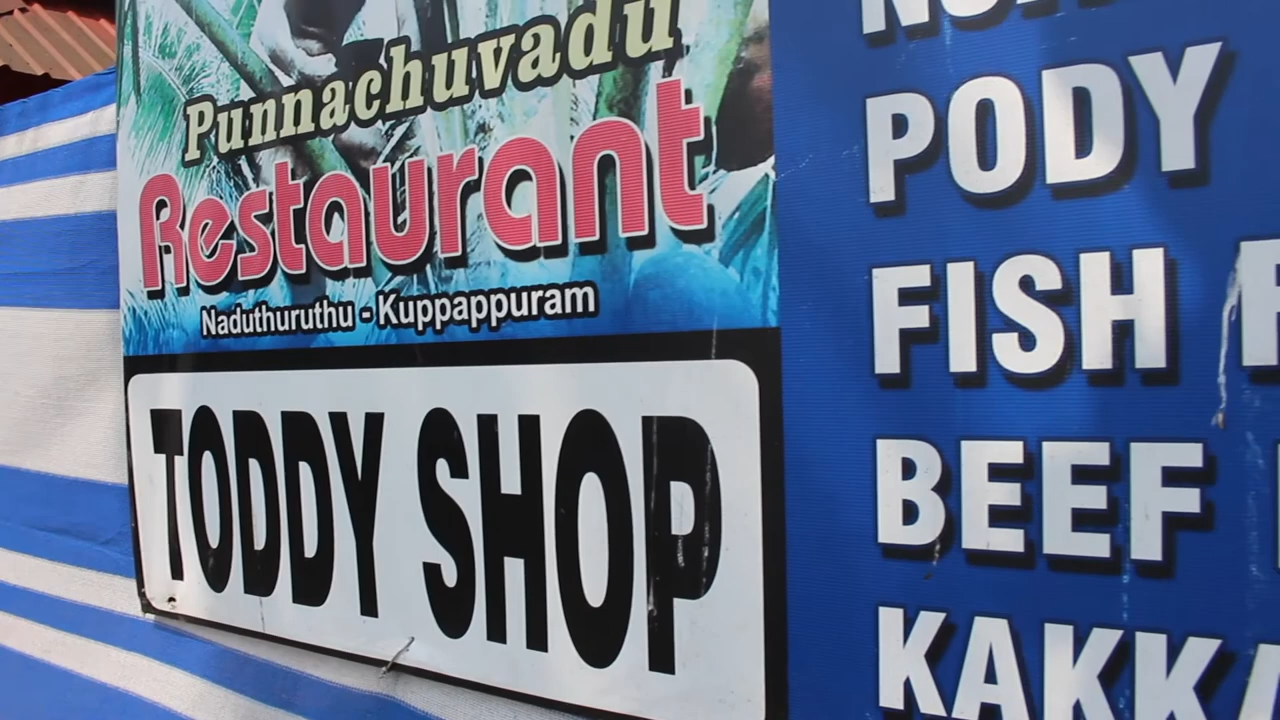 Punnachuvadu
Restaurant
Naduthuruthu - Kuppappuram
TODDY SHOP
PODY
FISH
BEEF